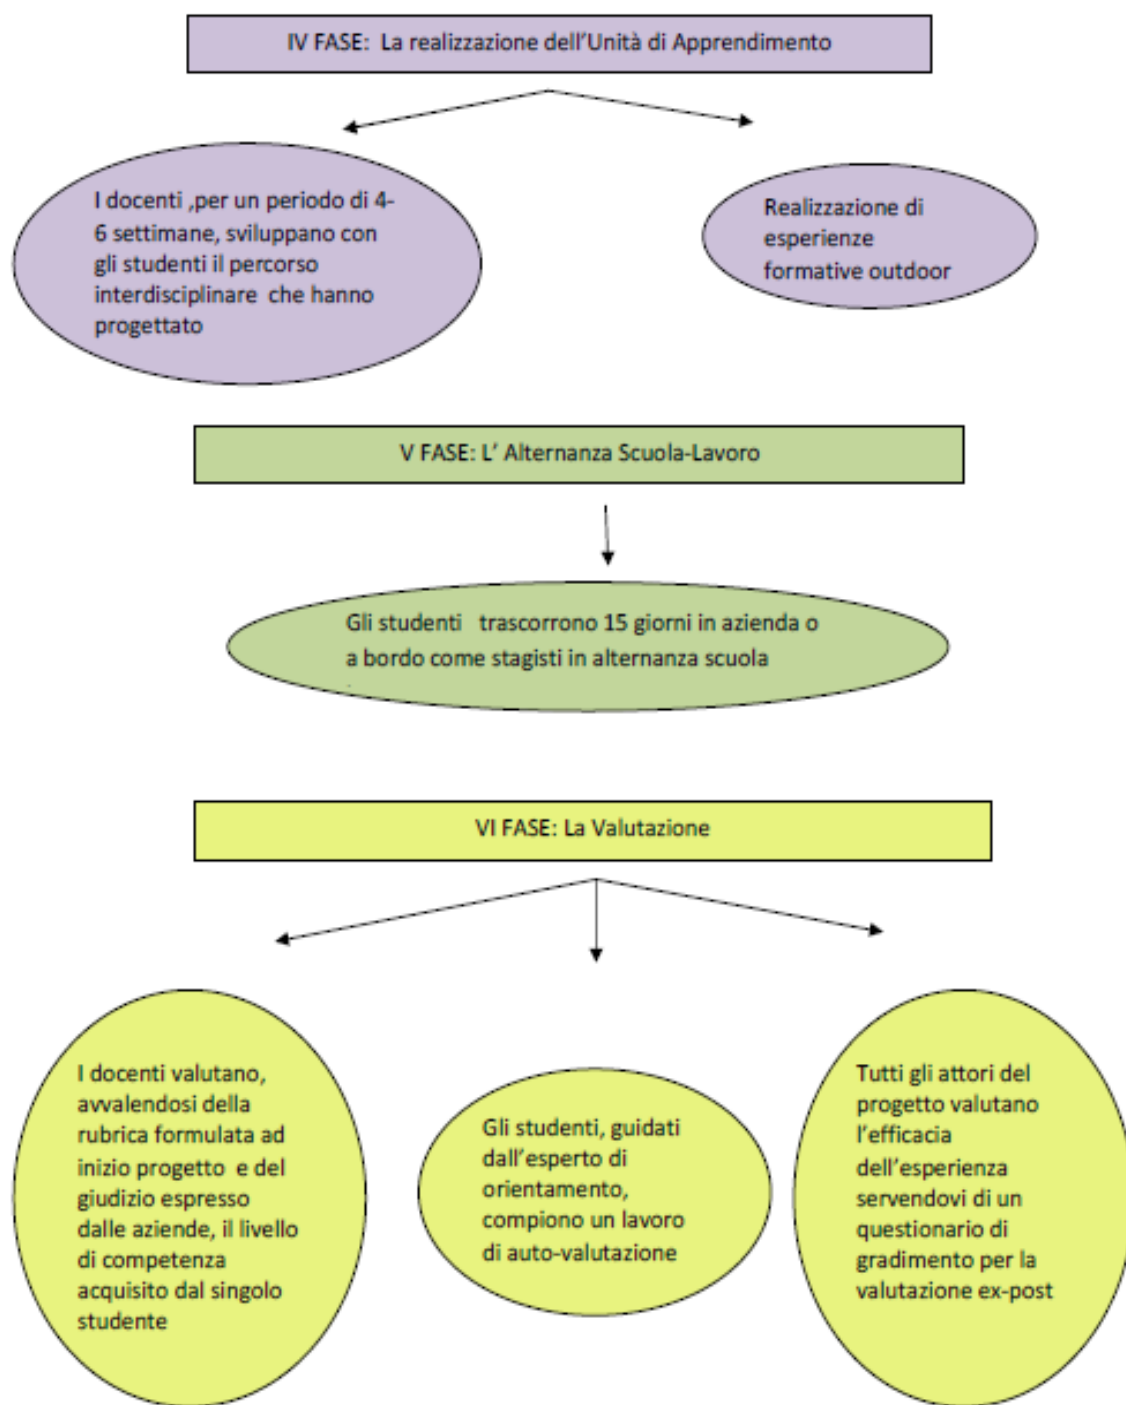 IV FASE: La realizzazione dell'Unità di Apprendimento
I docenti ,per un periodo di 4-
6 settimane, sviluppano con
gli studenti il percorso
interdisciplinare che hanno
progettato
Realizzazione di
esperienze
formative outdoor
V FASE: L' Alternanza Scuola-Lavoro
Gli studenti trascorrono 15 giorni in azienda o
a bordo come stagisti in alternanza scuola
VI FASE: La Valutazione
I docenti valutano,
avvalendosi della
rubrica formulata ad
inizio progetto e del
giudizio espresso
dalle aziende, il livello
di competenza
acquisito dal singolo
studente
Gli studenti, guidati
dall'esperto di
orientamento,
compiono un lavoro
di auto-valutazione
Tutti gli attori del
progetto valutano
l'efficacia
dell'esperienza
servendovi di un
questionario di
gradimento per la
valutazione ex-post